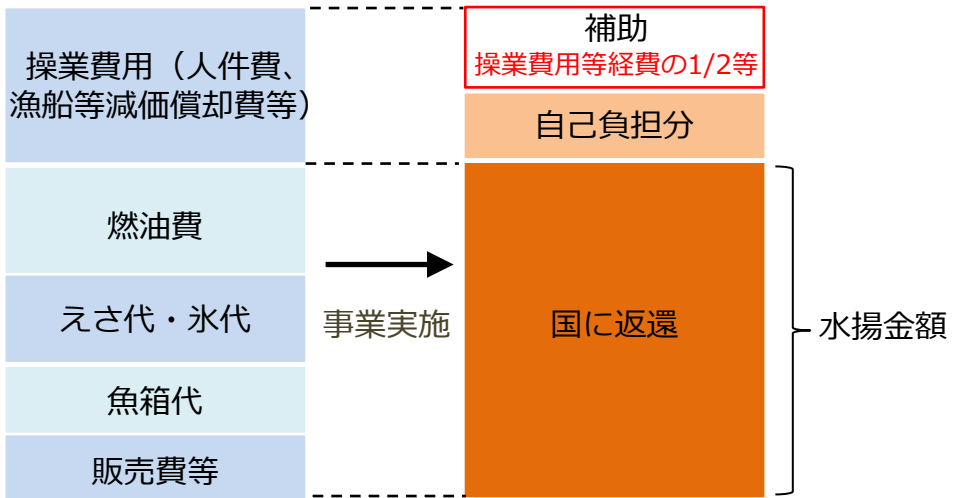 操業費用（人件費、
漁船等減価償却費等）
燃油費
えさ代・氷代
魚箱代
販売費等
事業実施
補助
操業費用等経費の1/2等
自己負担分
国に返還
水揚金額